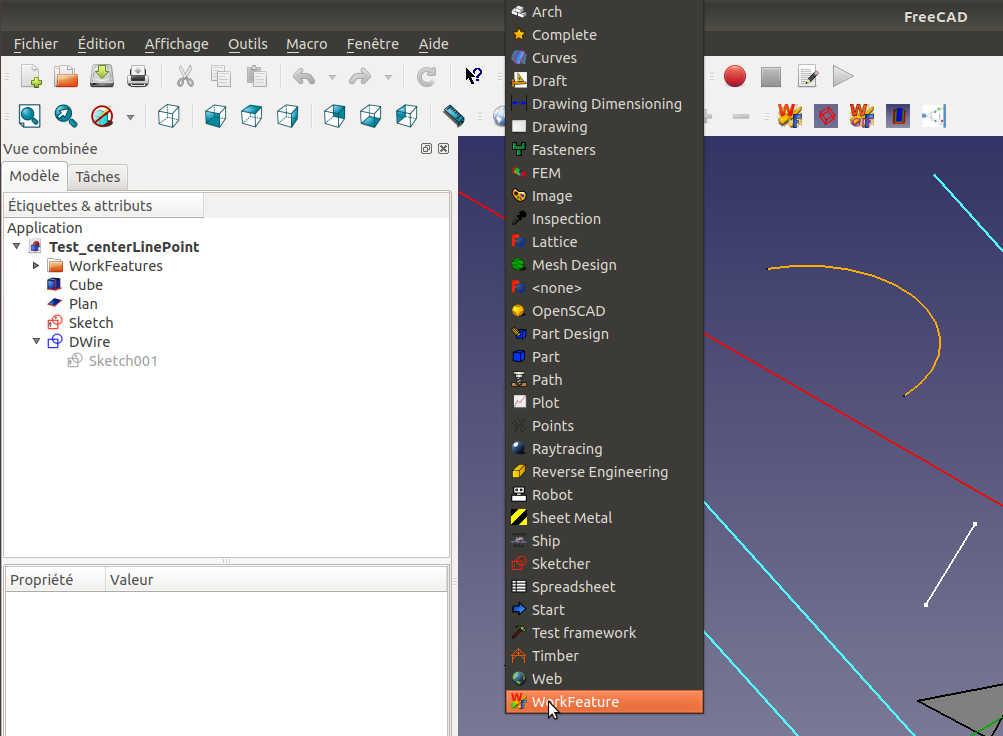 FreeCAD
Fichier Édition Affichage Outils Macro Fenêtre Aide
Vue combinée
Modèle Tâches
Étiquettes & attributs
Application
Test_centerLinePoint
WorkFeatures
Cube
Plan
Sketch
DWire
Sketch001
Propriété Valeur
Arch
Complete
Curves
Draft
Drawing Dimensioning
Drawing
Fasteners
FEM
Image
Inspection
Lattice
Mesh Design
<none>
OpenSCAD
Part Design
Part
Path
Plot
Points
Raytracing
Reverse Engineering
Robot
Sheet Metal
Ship
Sketcher
Spreadsheet
Start
Test framework
Timber
Web
WorkFeature